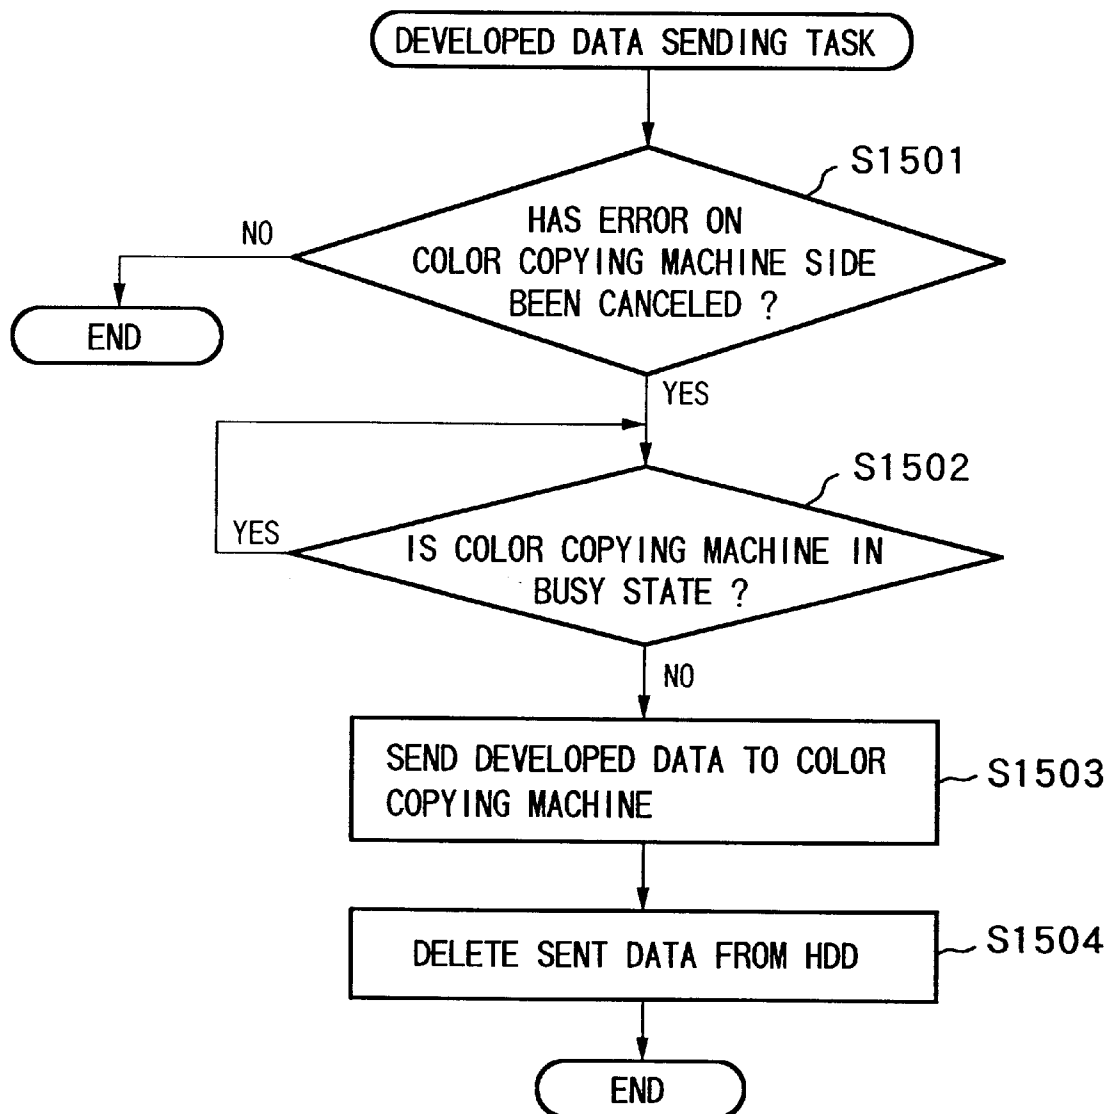 DEVELOPED DATA SENDING TASK
S1501
HAS ERROR ON
COLOR COPYING MACHINE SIDE
BEEN CANCELED ?
NO
END
YES
S1502
YES
IS COLOR COPYING MACHINE IN
BUSY STATE ?
NO
SEND DEVELOPED DATA TO COLOR
COPYING MACHINE
S1503
DELETE SENT DATA FROM HDD
S1504
END